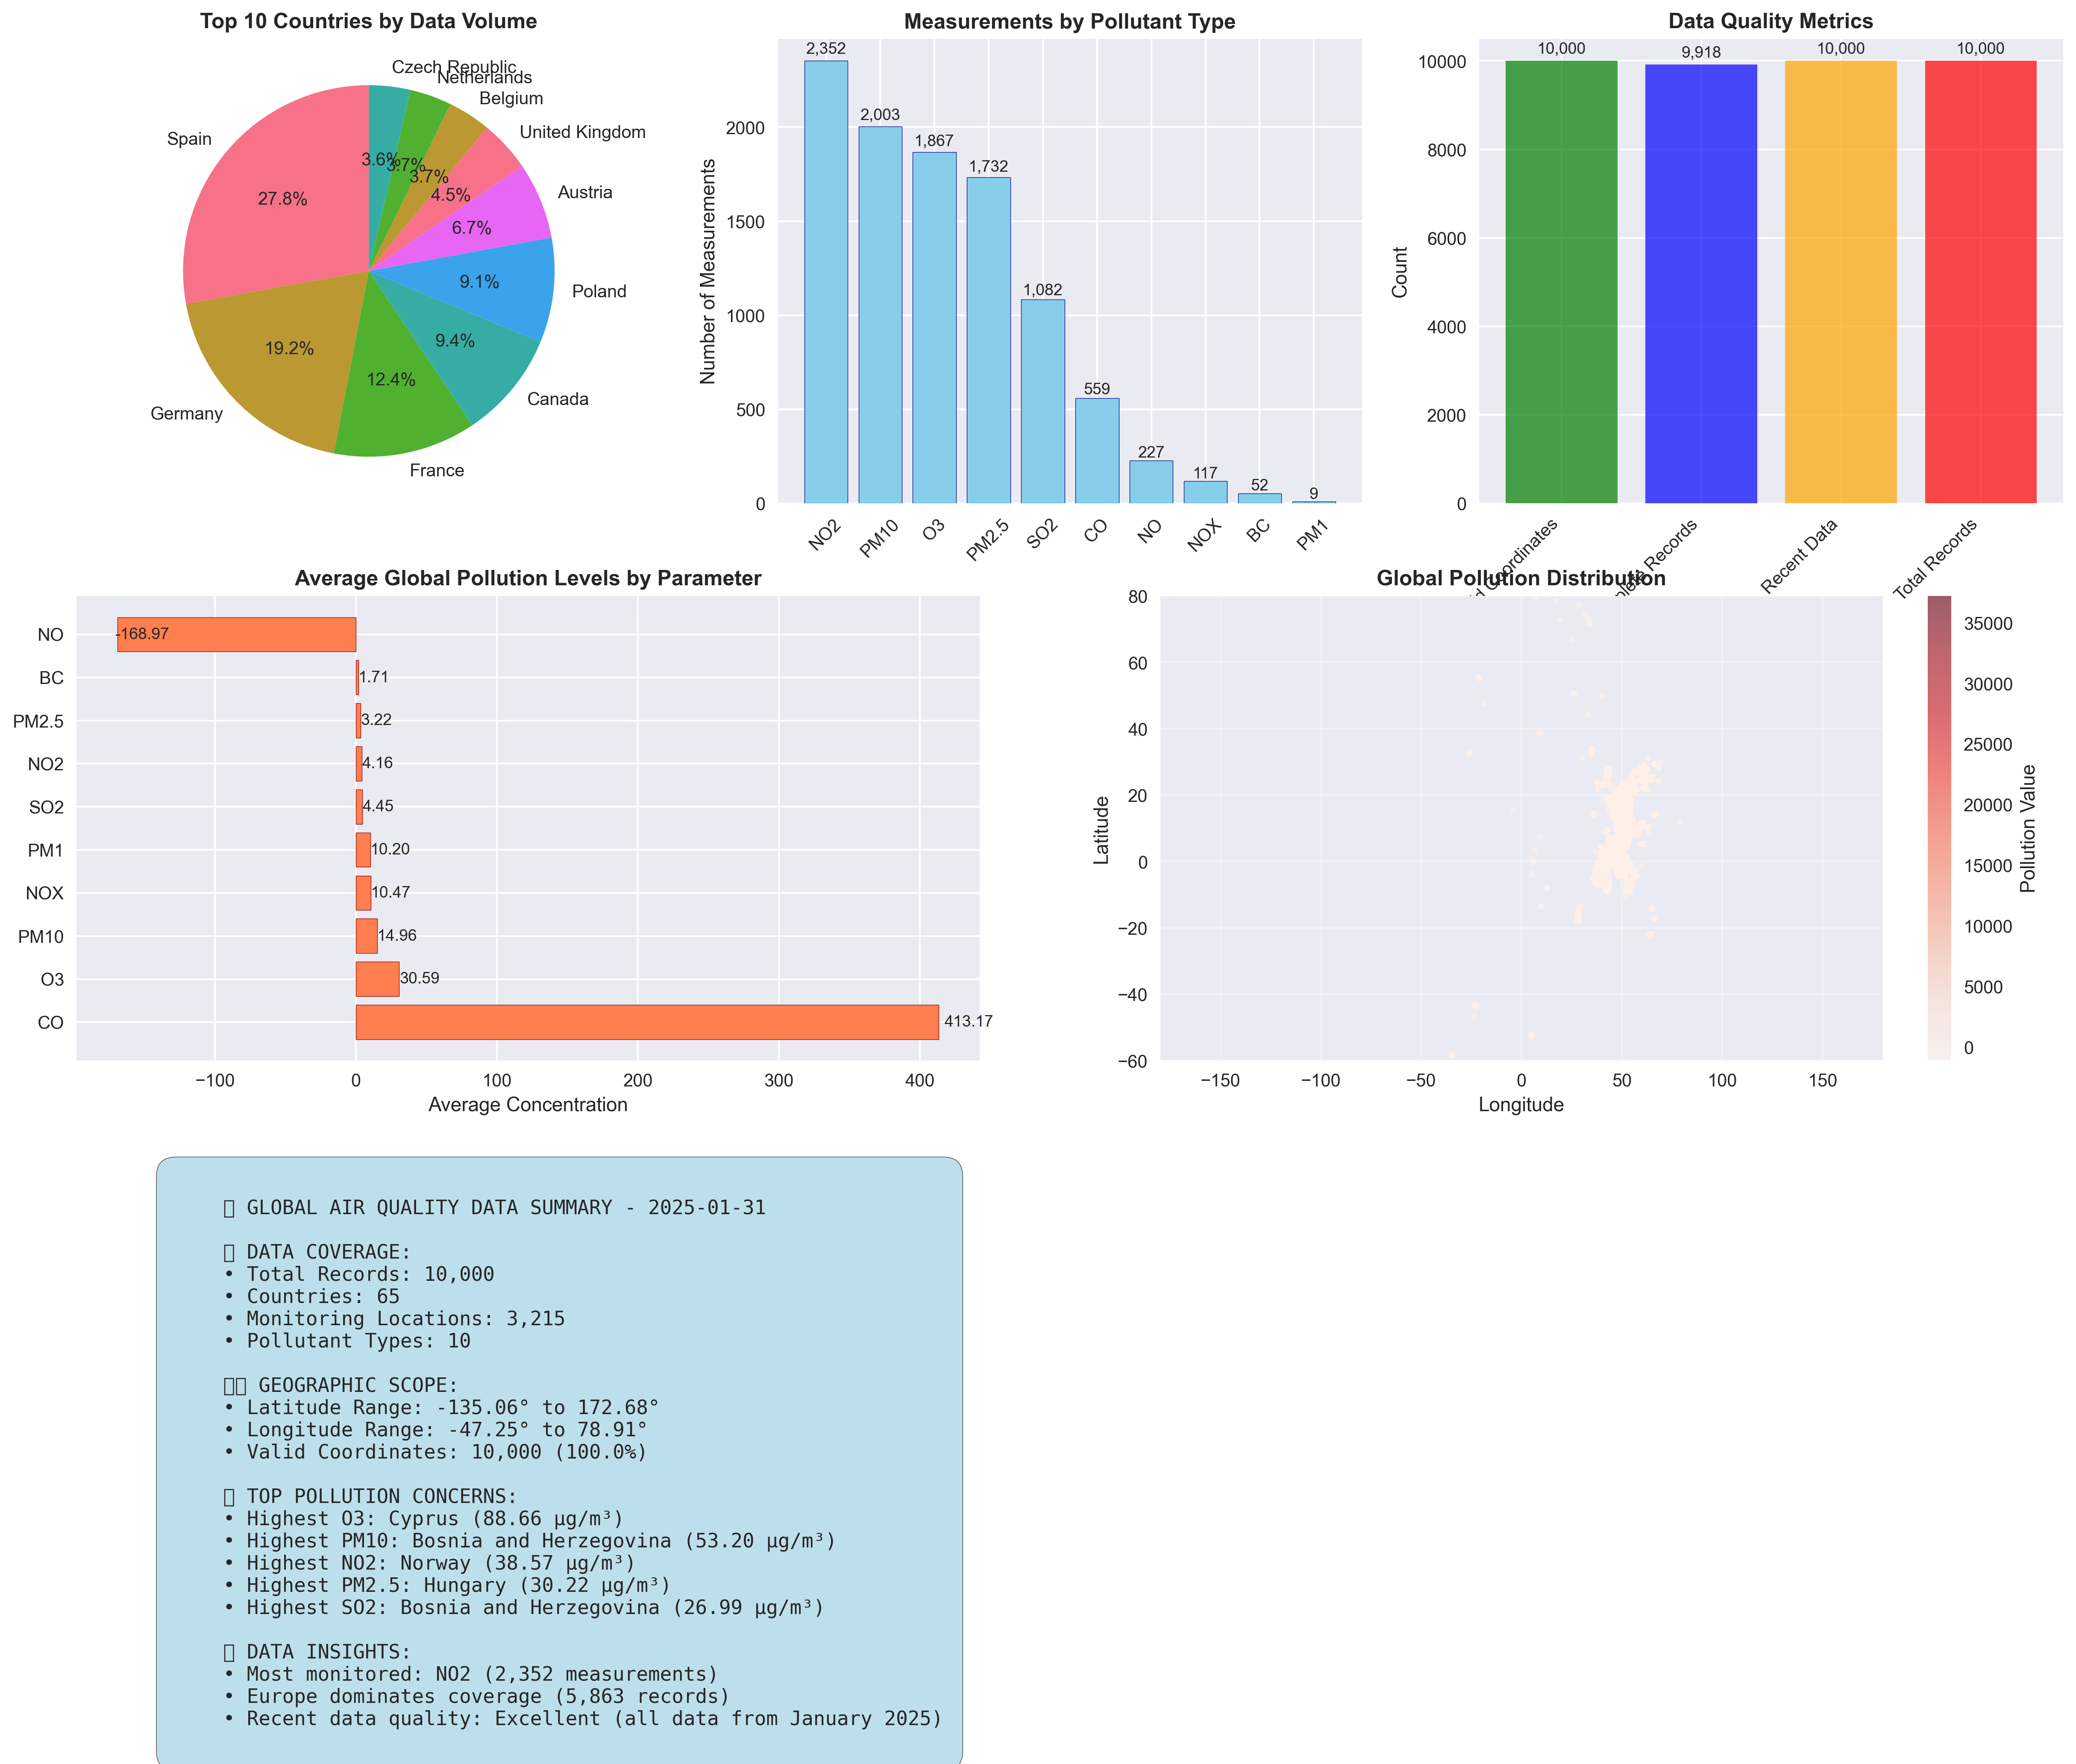 Top 10 Countries by Data Volume
Czech Republic
Netherlands
Belgium
United Kingdom
Austria
Poland
Canada
France
Germany
Spain
3.6%
3.7%
3.7%
4.5%
6.7%
9.1%
9.4%
12.4%
19.2%
27.8%
Measurements by Pollutant Type
Number of Measurements
2000
1500
1000
500
0
2,352
2,003
1,867
1,732
1,082
559
227
117
52
9
NO2
PM10
O3
PM2.5
SO2
CO
NO
NOX
BC
PM1
Data Quality Metrics
Count
10000
8000
6000
4000
2000
0
10,000
9,918
10,000
10,000
Coordinates
Records
Recent Data
Total Records
Average Global Pollution Levels by Parameter
NO
BC
PM2.5
NO2
SO2
PM1
NOX
PM10
O3
CO
-168.97
1.71
3.22
4.16
4.45
10.20
10.47
14.96
30.59
413.17
−100
0
100
200
300
400
Average Concentration
Global Pollution Distribution
Latitude
80
60
40
20
0
−20
−40
−60
−150
−100
−50
0
50
100
150
Longitude
35000
30000
25000
20000
15000
10000
5000
0
Pollution Value
GLOBAL AIR QUALITY DATA SUMMARY - 2025-01-31
DATA COVERAGE:
• Total Records: 10,000
• Countries: 65
• Monitoring Locations: 3,215
• Pollutant Types: 10
GEOGRAPHIC SCOPE:
• Latitude Range: -135.06° to 172.68°
• Longitude Range: -47.25° to 78.91°
• Valid Coordinates: 10,000 (100.0%)
TOP POLLUTION CONCERNS:
• Highest O3: Cyprus (88.66 μg/m³)
• Highest PM10: Bosnia and Herzegovina (53.20 μg/m³)
• Highest NO2: Norway (38.57 μg/m³)
• Highest PM2.5: Hungary (30.22 μg/m³)
• Highest SO2: Bosnia and Herzegovina (26.99 μg/m³)
DATA INSIGHTS:
• Most monitored: NO2 (2,352 measurements)
• Europe dominates coverage (5,863 records)
• Recent data quality: Excellent (all data from January 2025)